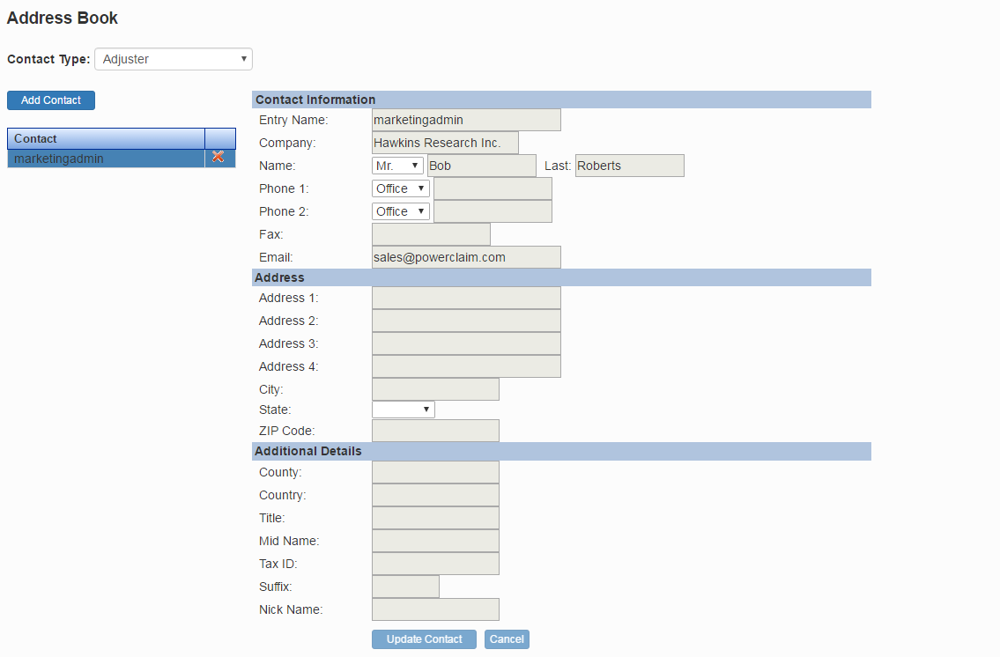 Address Book
Contact Type: Adjuster
Add Contact
Contact
marketingadmin
Contact Information
Entry Name: marketingadmin
Company: Hawkins Research Inc.
Name: Mr. Bob Last: Roberts
Phone 1: Office
Phone 2: Office
Fax:
Email: sales@powerclaim.com
Address
Address 1:
Address 2:
Address 3:
Address 4:
City:
State:
ZIP Code:
Additional Details
County:
Country:
Title:
Mid Name:
Tax ID:
Suffix:
Nick Name:
Update Contact Cancel